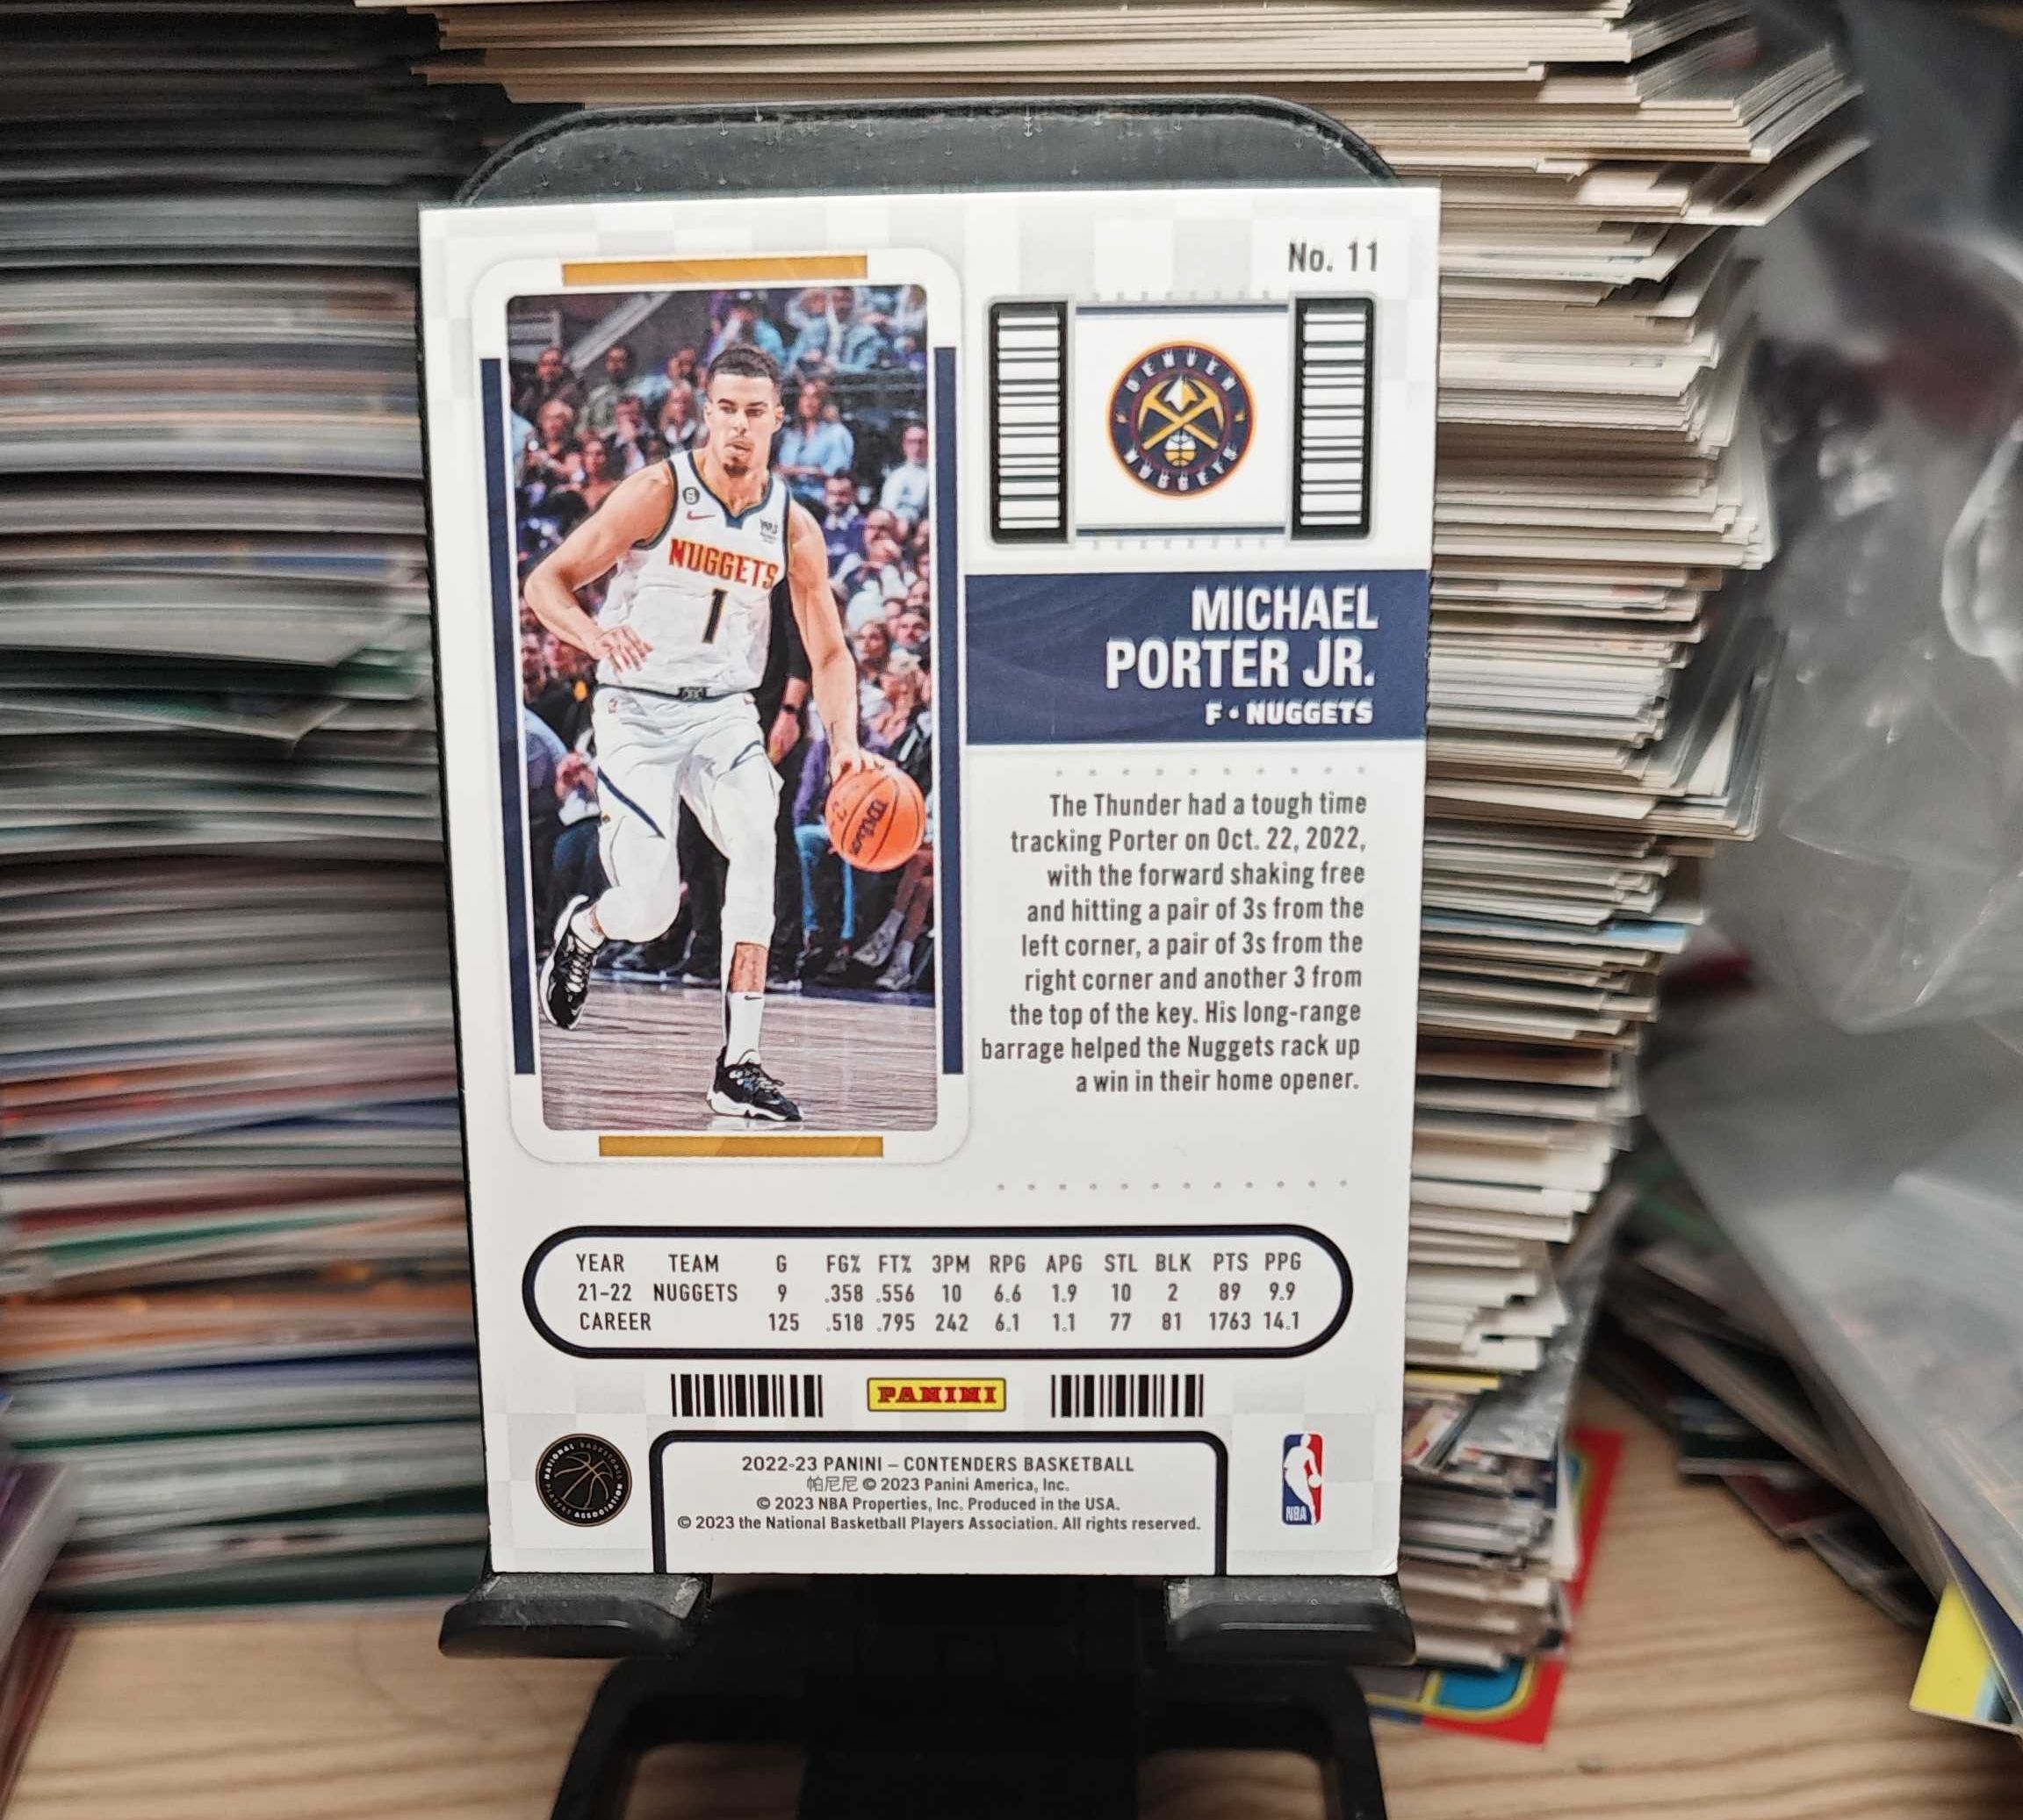 No. 11
DENVER
NUGGETS
NUGGETS
1
6
Wilson
MICHAEL
PORTER JR.
F • NUGGETS
The Thunder had a tough time
tracking Porter on Oct. 22, 2022,
with the forward shaking free
and hitting a pair of 3s from the
left corner, a pair of 3s from the
right corner and another 3 from
the top of the key. His long-range
barrage helped the Nuggets rack up
a win in their home opener.
YEAR TEAM G FG% FT% 3PM RPG APG STL BLK PTS PPG
21-22 NUGGETS 9 .358 .556 10 6.6 1.9 10 2 89 9.9
CAREER 125 .518 .795 242 6.1 1.1 77 81 1763 14.1
PANINI
NATIONAL BASKETBALL
PLAYERS ASSOCIATION
2022-23 PANINI – CONTENDERS BASKETBALL
帕尼尼 © 2023 Panini America, Inc.
© 2023 NBA Properties, Inc. Produced in the USA.
© 2023 the National Basketball Players Association. All rights reserved.
NBA